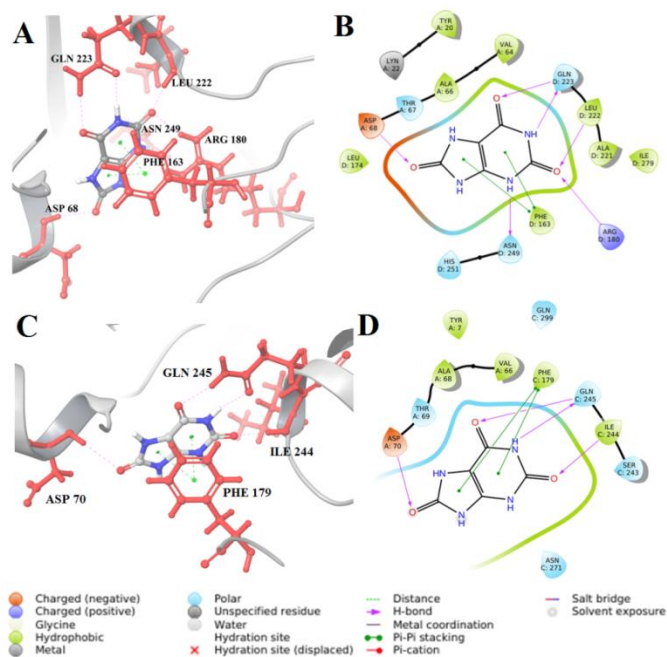 A
GLN 223
LEU 222
ASN 249
ARG 180
PHE 163
ASP 68
B
TYR
A: 20
LYN
A: 22
VAL
A: 64
ALA
A: 66
THR
A: 67
ASP
A: 68
GLN
D: 223
LEU
D: 222
ALA
D: 221
ILE
D: 279
LEU
D: 174
O
NH
HN
O
O
N
H
N
H
PHE
D: 163
ARG
D: 180
ASN
D: 249
HIS
D: 251
C
GLN 245
ILE 244
ASP 70
PHE 179
D
GLN
C: 299
TYR
A: 7
VAL
A: 66
ALA
A: 68
PHE
C: 179
THR
A: 69
GLN
C: 245
ASP
A: 70
ILE
C: 244
SER
C: 243
O
HN
NH
O
O
N
H
N
H
ASN
C: 271
Charged (negative)
Charged (positive)
Glycine
Hydrophobic
Metal
Polar
Unspecified residue
Water
Hydration site
Hydration site (displaced)
Distance
H-bond
Metal coordination
Pi-Pi stacking
Pi-cation
Salt bridge
Solvent exposure